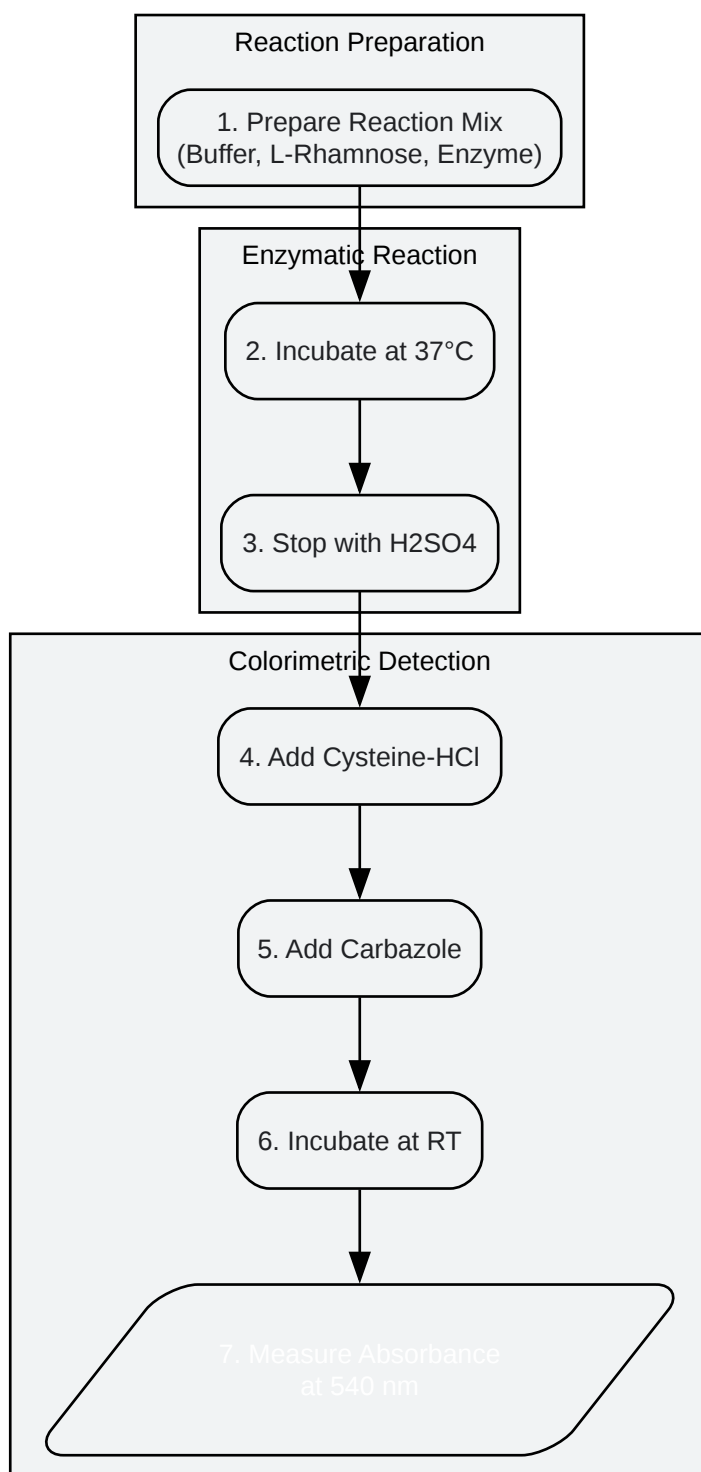 Reaction Preparation
1. Prepare Reaction Mix
(Buffer, L-Rhamnose, Enzyme)
Enzymatic Reaction
2. Incubate at 37°C
3. Stop with H2SO4
Colorimetric Detection
4. Add Cysteine-HCl
5. Add Carbazole
6. Incubate at RT
7. Measure Absorbance
at 540 nm